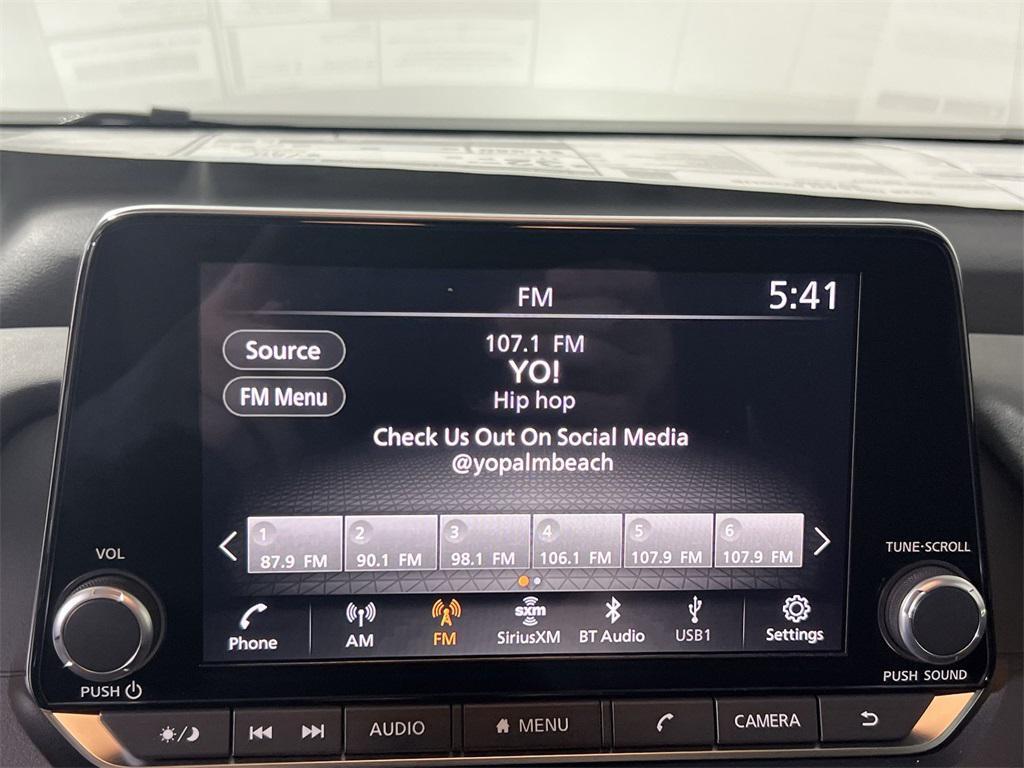 FM
5:41
Source
107.1 FM
YO!
FM Menu
Hip hop
Check Us Out On Social Media
@yopalmbeach
1 2 3 4 5 6
87.9 FM 90.1 FM 98.1 FM 106.1 FM 107.9 FM 107.9 FM
VOL
TUNE·SCROLL
sxm
Phone AM FM SiriusXM BT Audio USB1 Settings
PUSH
PUSH SOUND
AUDIO MENU CAMERA